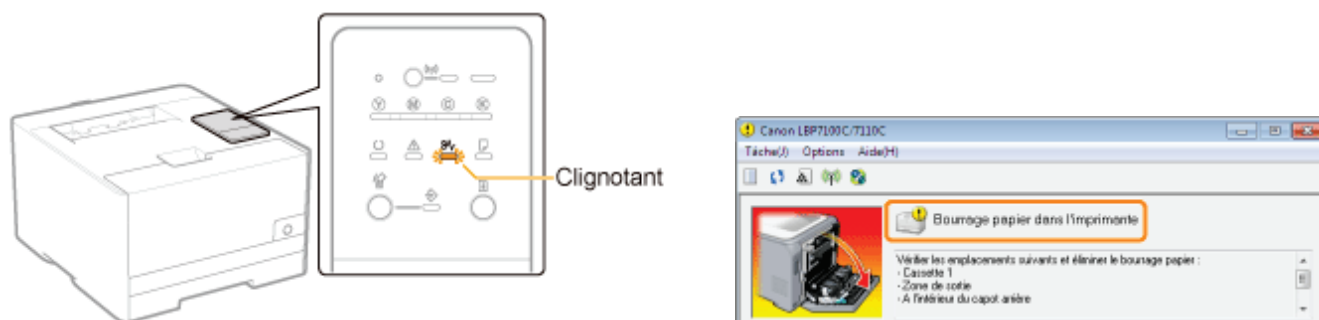 Y M C K
Clignotant
Canon LBP7100C/7110C
Tâche(J) Options Aide(H)
Bourrage papier dans l'imprimante
Vérifier les emplacements suivants et éliminer le bourrage papier :
- Cassette 1
- Zone de sortie
- A l'intérieur du capot arrière